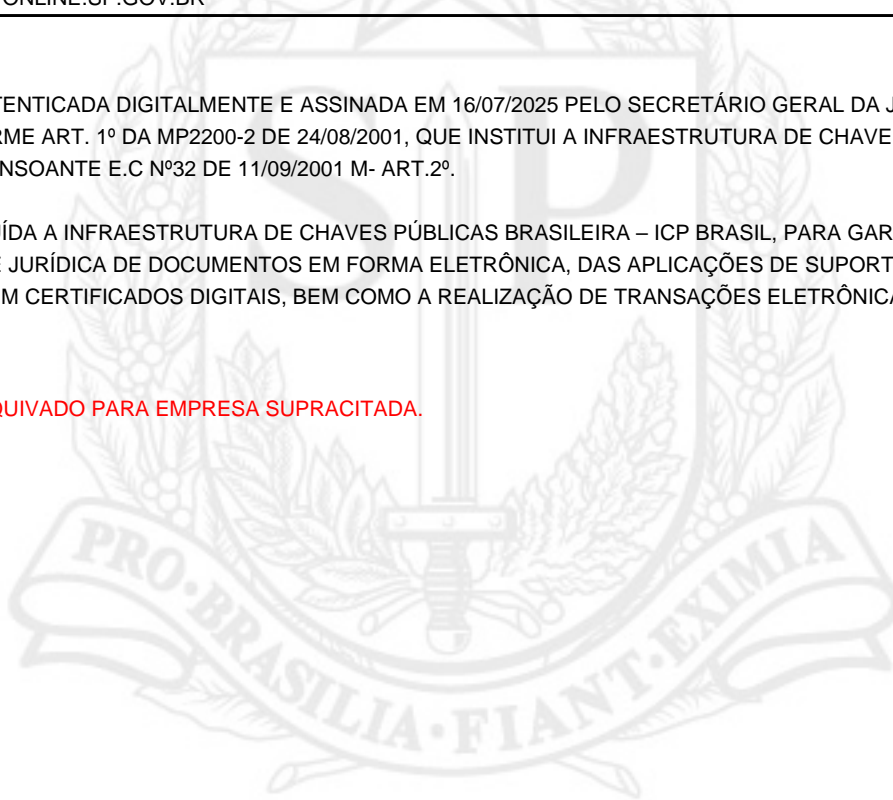 ONLINE.SP.GOV.BR
TENTICADA DIGITALMENTE E ASSINADA EM 16/07/2025 PELO SECRETÁRIO GERAL DA J
RME ART. 1º DA MP2200-2 DE 24/08/2001, QUE INSTITUI A INFRAESTRUTURA DE CHAVE
NSOANTE E.C Nº32 DE 11/09/2001 M- ART.2º.
ÍDA A INFRAESTRUTURA DE CHAVES PÚBLICAS BRASILEIRA – ICP BRASIL, PARA GAR
E JURÍDICA DE DOCUMENTOS EM FORMA ELETRÔNICA, DAS APLICAÇÕES DE SUPORT
M CERTIFICADOS DIGITAIS, BEM COMO A REALIZAÇÃO DE TRANSAÇÕES ELETRÔNICA
QUIVADO PARA EMPRESA SUPRACITADA.
SP
PRO·BRASILIA·FIANT·EXIMIA